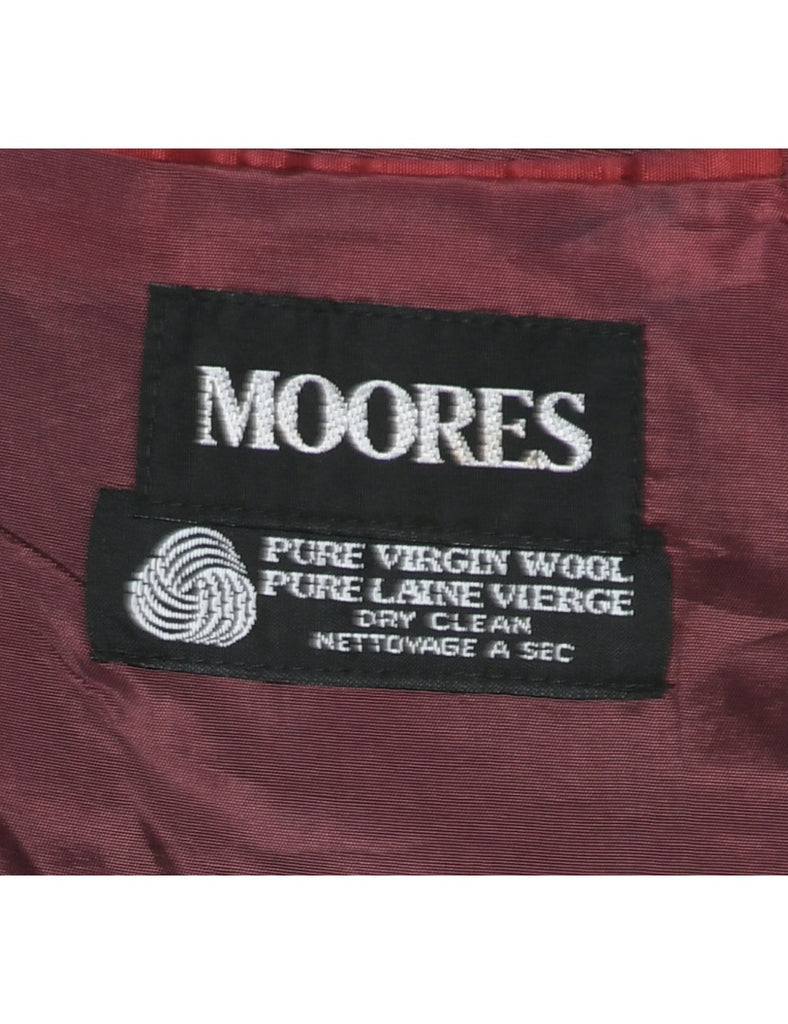 MOORES
PURE VIRGIN WOOL
PURE LAINE VIERGE
DRY CLEAN
NETTOYAGE A SEC